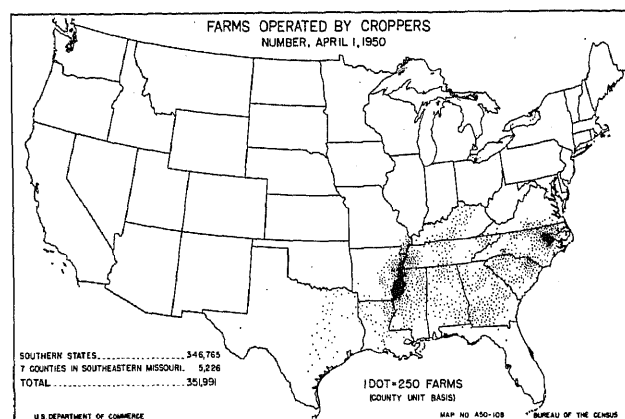 FARMS OPERATED BY CROPPERS
NUMBER, APRIL 1, 1950
SOUTHERN STATES 346,765
7 COUNTIES IN SOUTHEASTERN MISSOURI. 5,226
TOTAL 351,991
1 DOT=250 FARMS
(COUNTY UNIT BASIS)
U.S. DEPARTMENT OF COMMERCE
MAP NO. A50-108
BUREAU OF THE CENSUS